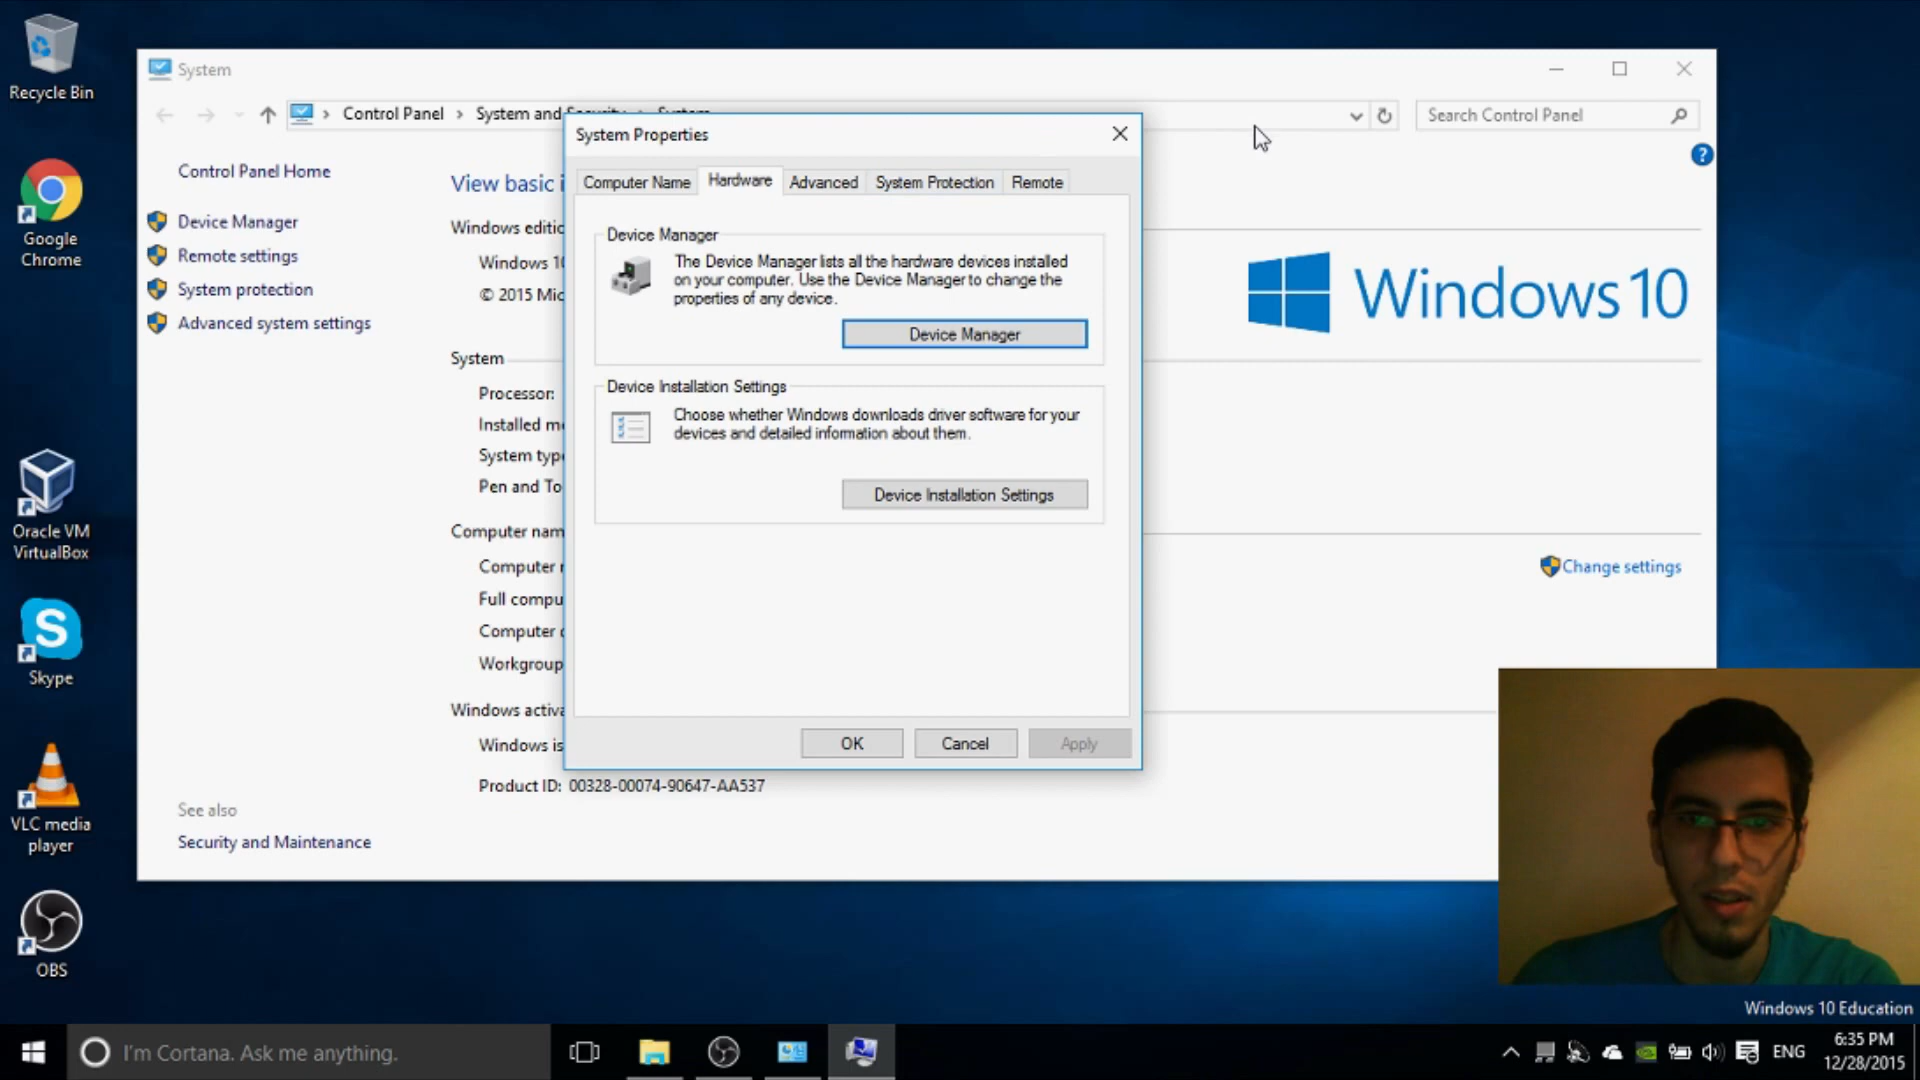 Recycle Bin
Google
Chrome
Oracle VM
VirtualBox
Skype
VLC media
player
OBS
System
Control Panel
System and Security
System
Search Control Panel
Control Panel Home
Device Manager
Remote settings
System protection
Advanced system settings
See also
Security and Maintenance
View basic i
Windows editio
Windows 10
© 2015 Mic
System
Processor:
Installed me
System type
Pen and To
Computer nam
Computer n
Full compu
Computer d
Workgroup
Windows activa
Windows is
Product ID: 00328-00074-90647-AA537
Windows 10
Change settings
System Properties
Computer Name
Hardware
Advanced
System Protection
Remote
Device Manager
The Device Manager lists all the hardware devices installed
on your computer. Use the Device Manager to change the
properties of any device.
Device Manager
Device Installation Settings
Choose whether Windows downloads driver software for your
devices and detailed information about them.
Device Installation Settings
OK
Cancel
Apply
Windows 10 Education
I'm Cortana. Ask me anything.
ENG
6:35 PM
12/28/2015